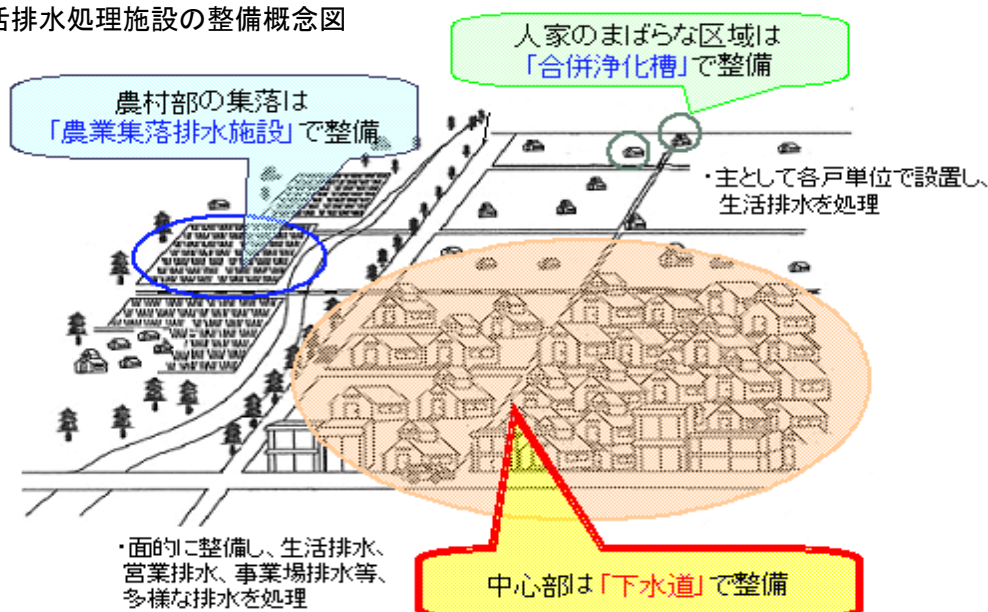 活排水処理施設の整備概念図
人家のまばらな区域は
「合併浄化槽」で整備
農村部の集落は
「農業集落排水施設」で整備
・主として各戸単位で設置し、
生活排水を処理
・面的に整備し、生活排水、
営業排水、事業場排水等、
多様な排水を処理
中心部は「下水道」で整備